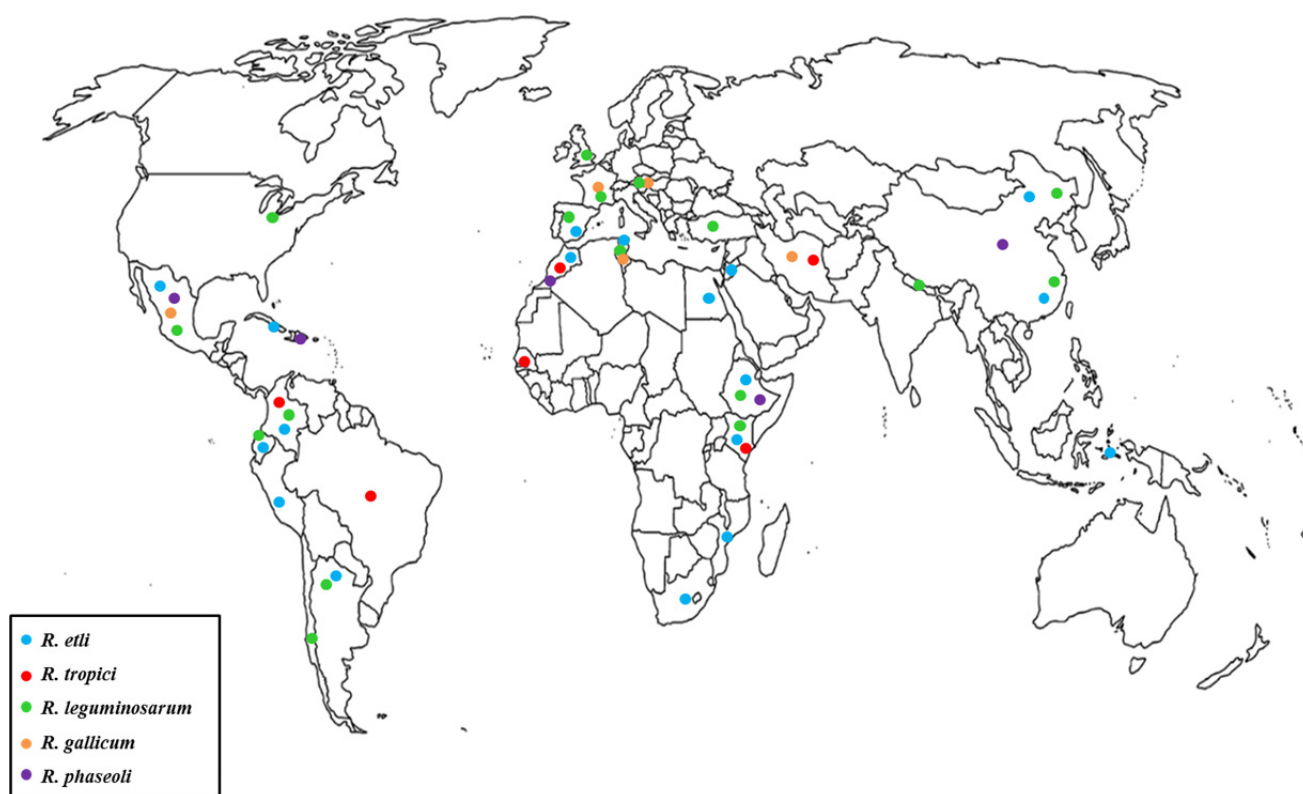 R. etli
R. tropici
R. leguminosarum
R. gallicum
R. phaseoli